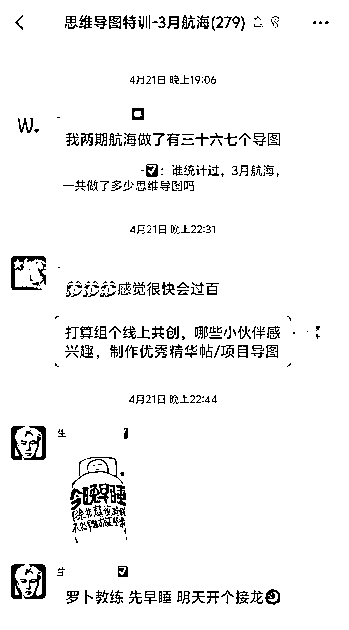 思维导图特训-3月航海(279)
4月21日 晚上19:06
W.
我两期航海做了有三十六七个导图
：谁统计过，3月航海，
一共做了多少思维导图吗
4月21日 晚上22:31
感觉很快会过百
打算组个线上共创，哪些小伙伴感
兴趣，制作优秀精华帖/项目导图
4月21日 晚上22:44
生
今晚早睡
生
罗卜教练 先早睡 明天开个接龙